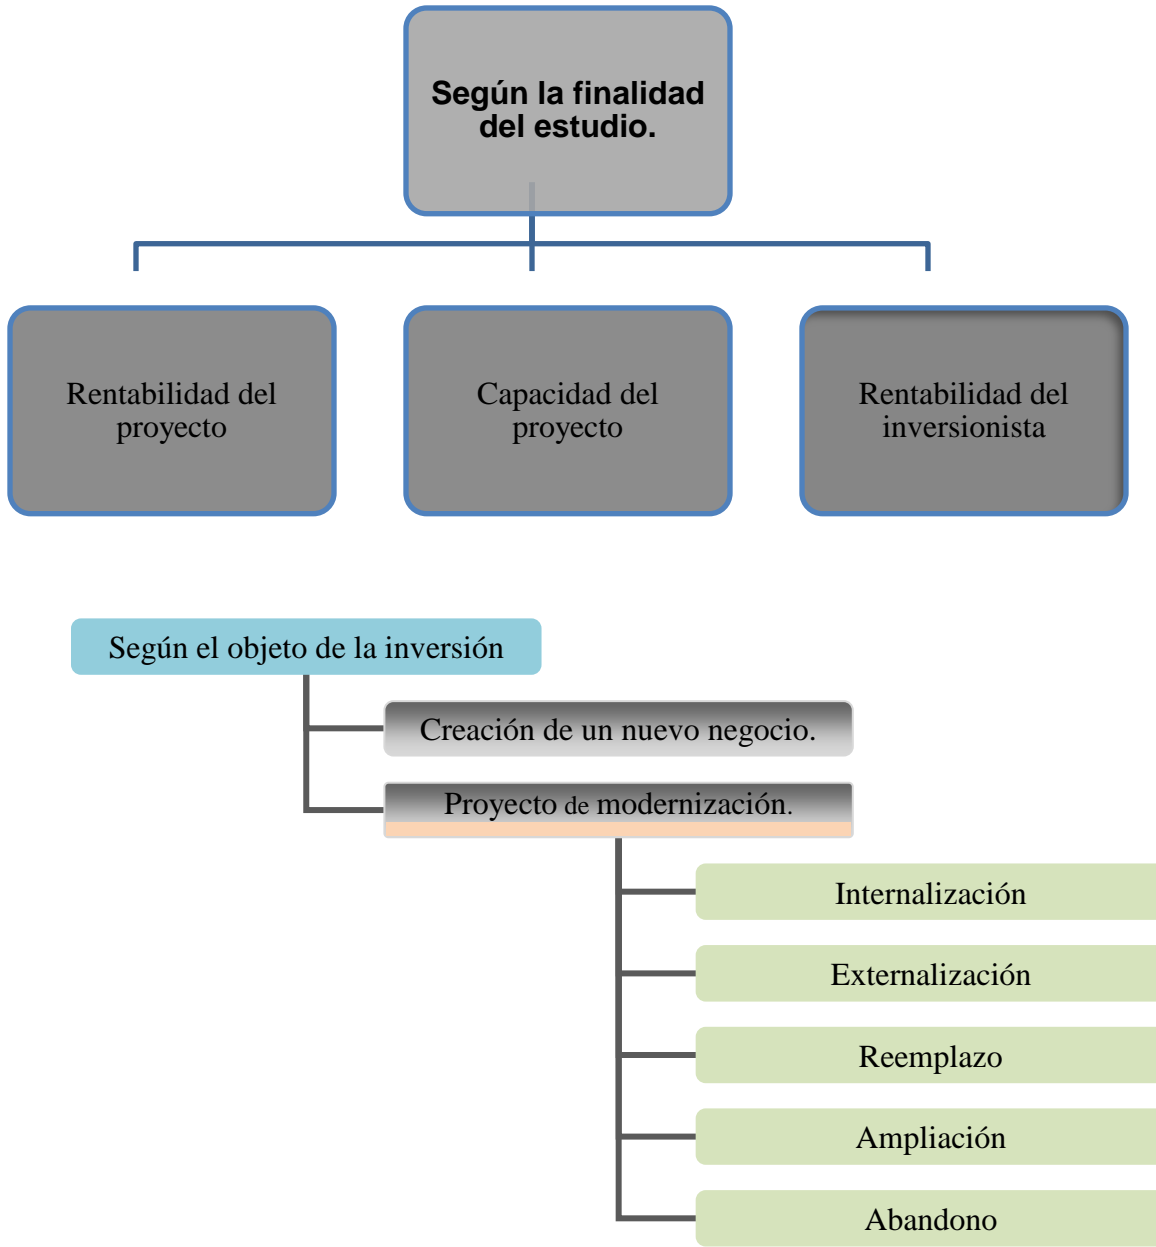 Según la finalidad
del estudio.
Rentabilidad del
proyecto
Capacidad del
proyecto
Rentabilidad del
inversionista
Según el objeto de la inversión
Creación de un nuevo negocio.
Proyecto de modernización.
Internalización
Externalización
Reemplazo
Ampliación
Abandono